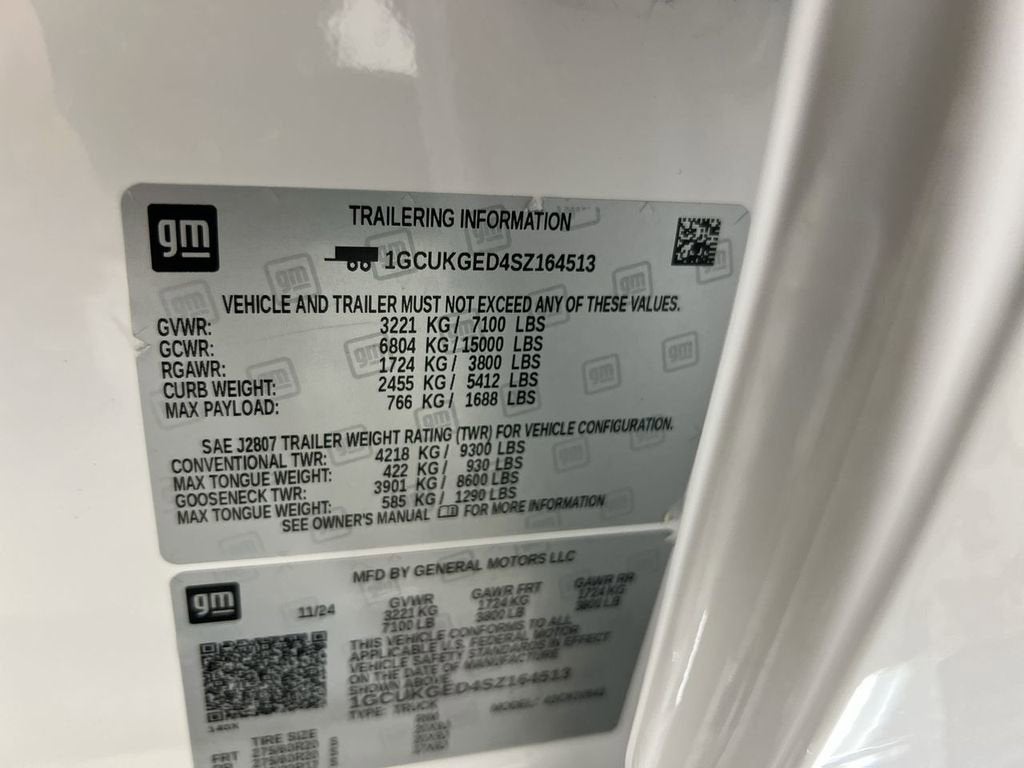 gm
TRAILERING INFORMATION
1GCUKGED4SZ164513
VEHICLE AND TRAILER MUST NOT EXCEED ANY OF THESE VALUES.
GVWR: 3221 KG / 7100 LBS
GCWR: 6804 KG / 15000 LBS
RGAWR: 1724 KG / 3800 LBS
CURB WEIGHT: 2455 KG / 5412 LBS
MAX PAYLOAD: 766 KG / 1688 LBS
SAE J2807 TRAILER WEIGHT RATING (TWR) FOR VEHICLE CONFIGURATION.
CONVENTIONAL TWR: 4218 KG / 9300 LBS
MAX TONGUE WEIGHT: 422 KG / 930 LBS
GOOSENECK TWR: 3901 KG / 8600 LBS
MAX TONGUE WEIGHT: 585 KG / 1290 LBS
SEE OWNER'S MANUAL FOR MORE INFORMATION
gm
MFD BY GENERAL MOTORS LLC
11/24 GVWR GAWR FRT GAWR RR
3221 KG 1724 KG 1724 KG
7100 LB 3800 LB 3800 LB
THIS VEHICLE CONFORMS TO ALL
APPLICABLE U.S. FEDERAL MOTOR
VEHICLE SAFETY STANDARDS IN EFFECT
ON THE DATE OF MANUFACTURE
SHOWN ABOVE.
1GCUKGED4SZ164513
TYPE: TRUCK MODEL:
TIRE SIZE RIM
FRT 275/60R20